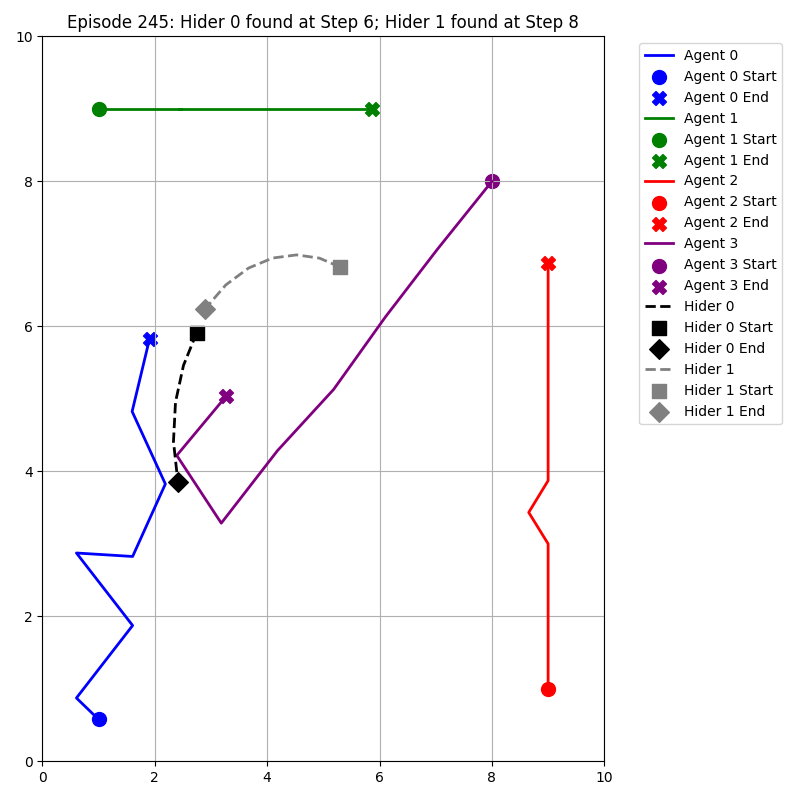 Episode 245: Hider 0 found at Step 6; Hider 1 found at Step 8
10
8
6
4
2
0
0 2 4 6 8 10
Agent 0
Agent 0 Start
Agent 0 End
Agent 1
Agent 1 Start
Agent 1 End
Agent 2
Agent 2 Start
Agent 2 End
Agent 3
Agent 3 Start
Agent 3 End
Hider 0
Hider 0 Start
Hider 0 End
Hider 1
Hider 1 Start
Hider 1 End